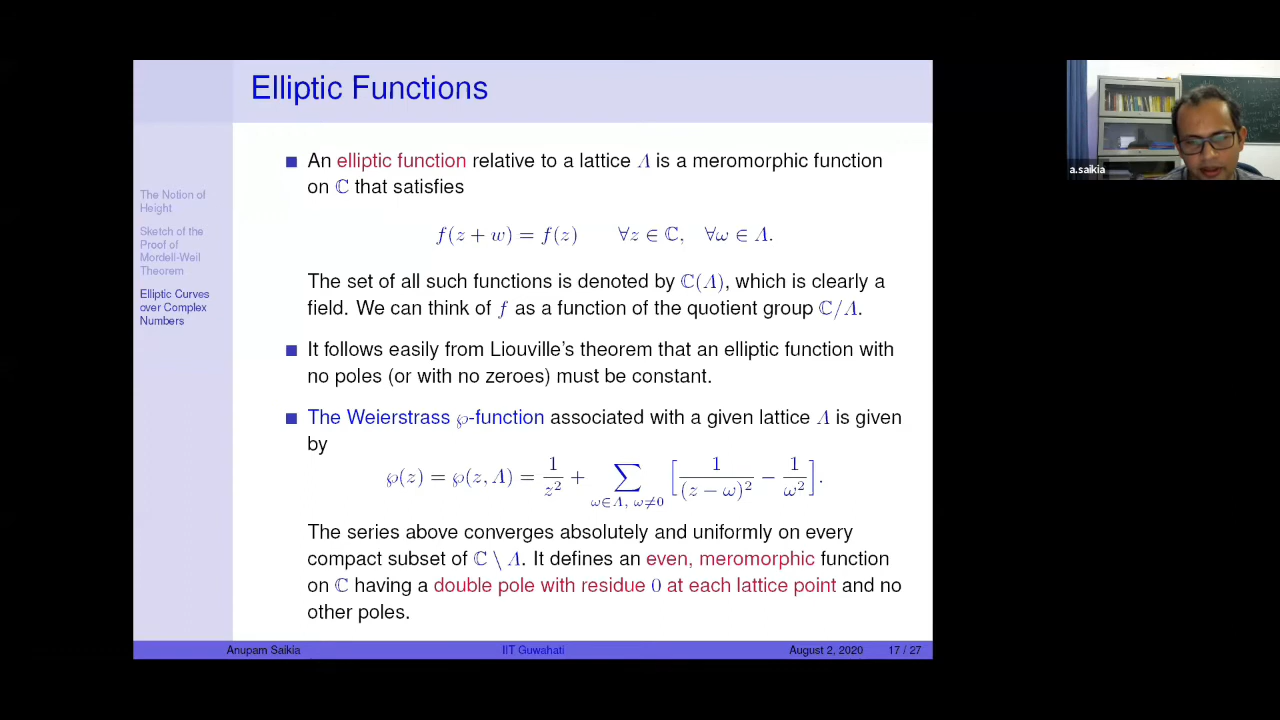 Elliptic Functions
The Notion of
Height
Sketch of the
Proof of
Mordell-Weil
Theorem
Elliptic Curves
over Complex
Numbers
An elliptic function relative to a lattice Λ is a meromorphic function
on ℂ that satisfies
f(z + w) = f(z) ∀z ∈ ℂ, ∀ω ∈ Λ.
The set of all such functions is denoted by ℂ(Λ), which is clearly a
field. We can think of f as a function of the quotient group ℂ/Λ.
It follows easily from Liouville's theorem that an elliptic function with
no poles (or with no zeroes) must be constant.
The Weierstrass ℘-function associated with a given lattice Λ is given
by
℘(z) = ℘(z, Λ) = 1/z² + ∑_{ω∈Λ, ω≠0} [1/(z − ω)² − 1/ω²].
The series above converges absolutely and uniformly on every
compact subset of ℂ \ Λ. It defines an even, meromorphic function
on ℂ having a double pole with residue 0 at each lattice point and no
other poles.
Anupam Saikia IIT Guwahati August 2, 2020 17 / 27
a.saikia